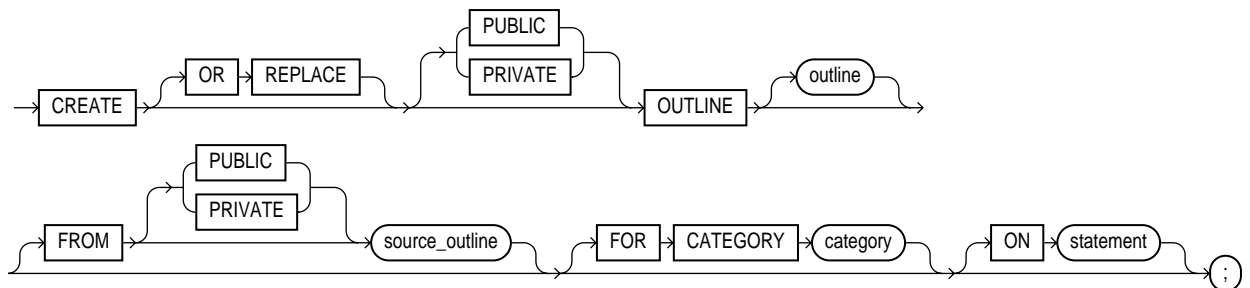 PUBLIC
OR REPLACE PRIVATE outline
CREATE OUTLINE
PUBLIC
PRIVATE
FROM source_outline FOR CATEGORY category ON statement
;